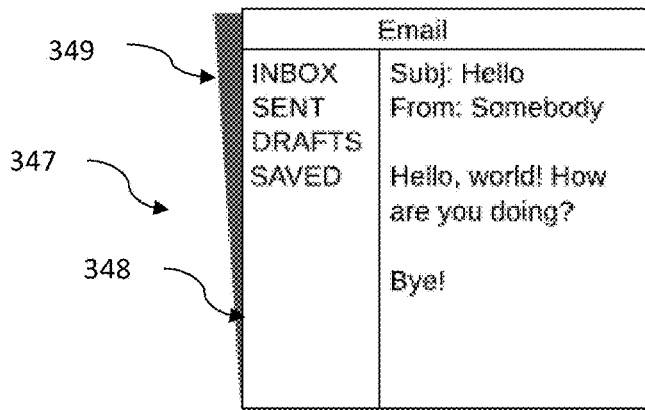 Email
349
INBOX
SENT
DRAFTS
SAVED
Subj: Hello
From: Somebody
Hello, world! How
are you doing?
Bye!
347
348